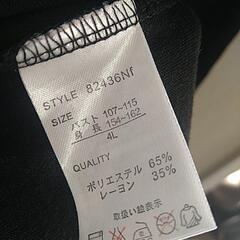 STYLE 82436Nf
SIZE
バスト 107-115
身長 154-162
4L
QUALITY
ポリエステル 65%
レーヨン 35%
取扱い絵表示